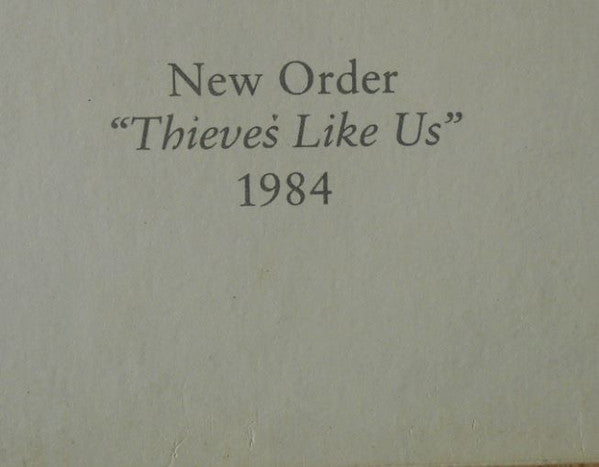 New Order
“Thieves Like Us”
1984